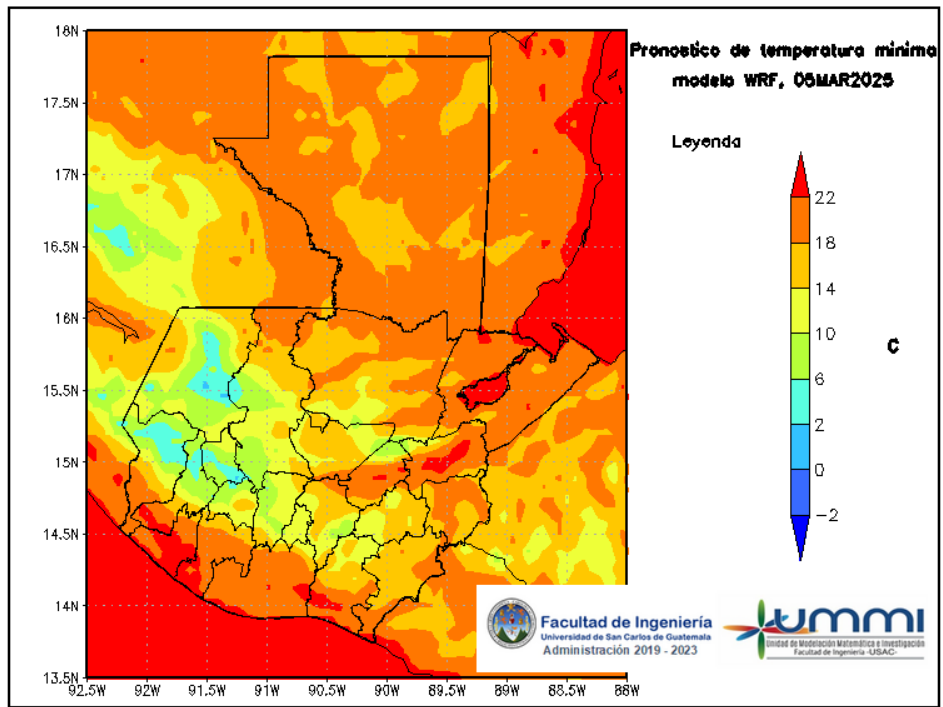 Pronostico de temperatura minima
modelo WRF, 05MAR2025
Leyenda
22
18
14
10
6
2
0
-2
C
18N
17.5N
17N
16.5N
16N
15.5N
15N
14.5N
14N
13.5N
92.5W 92W 91.5W 91W 90.5W 90W 89.5W 89W 88.5W 88W
Facultad de Ingeniería
Universidad de San Carlos de Guatemala
Administración 2019 - 2023
ummi
Unidad de Modelación Matemática e Investigación
Facultad de Ingeniería -USAC-